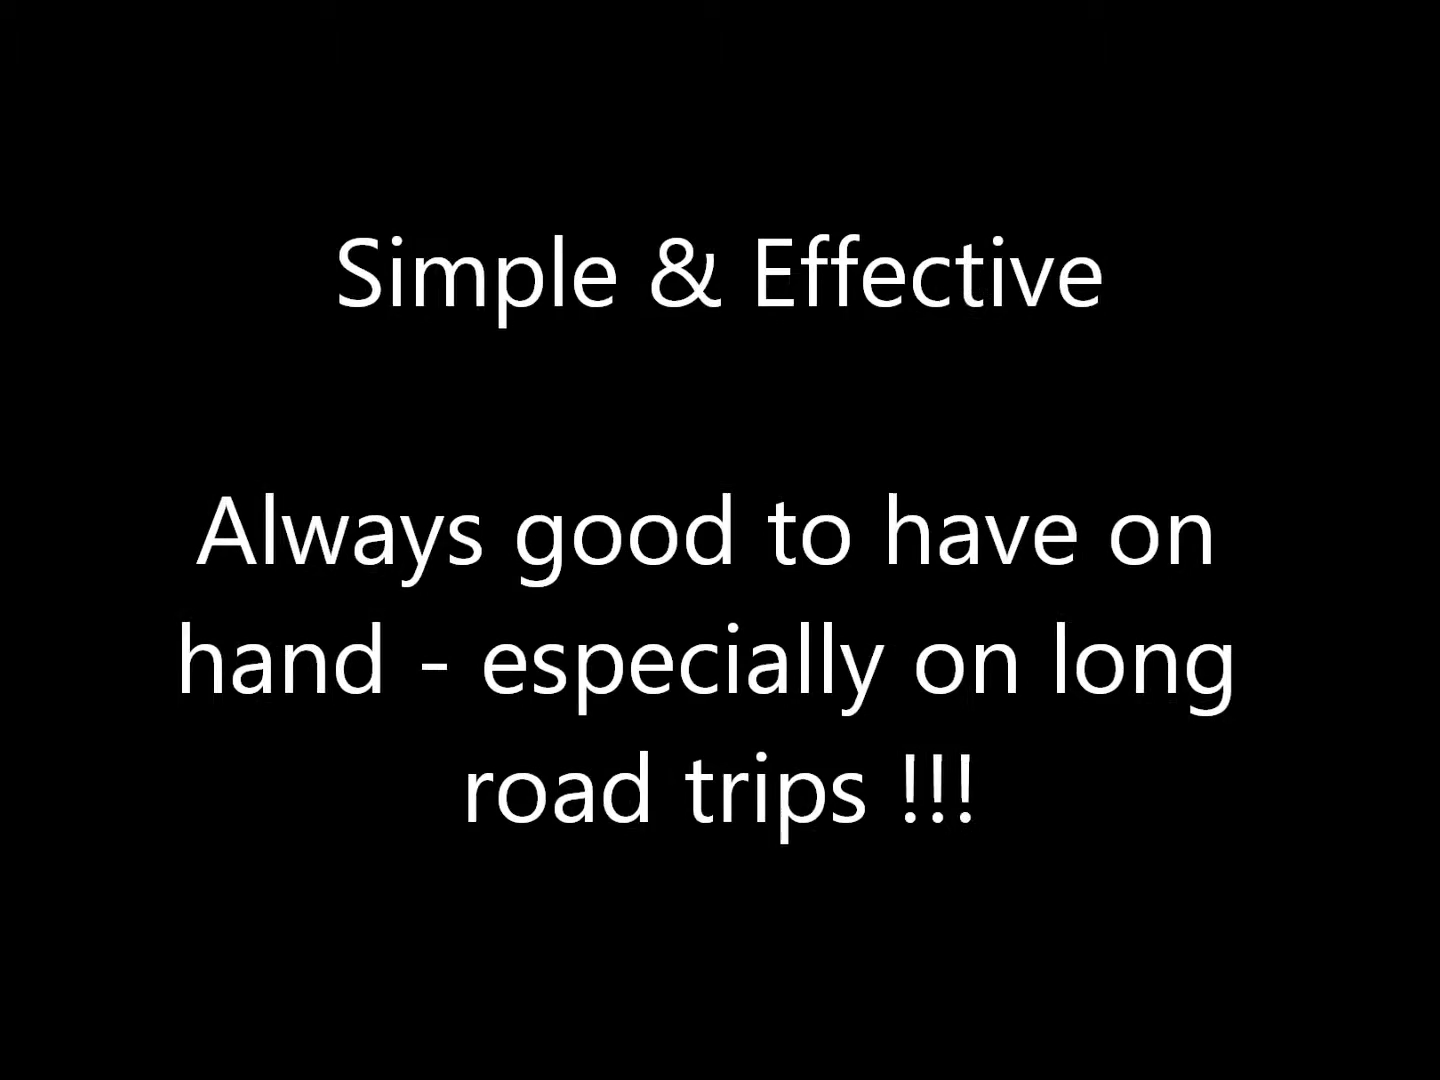 Simple & Effective
Always good to have on
hand - especially on long
road trips !!!